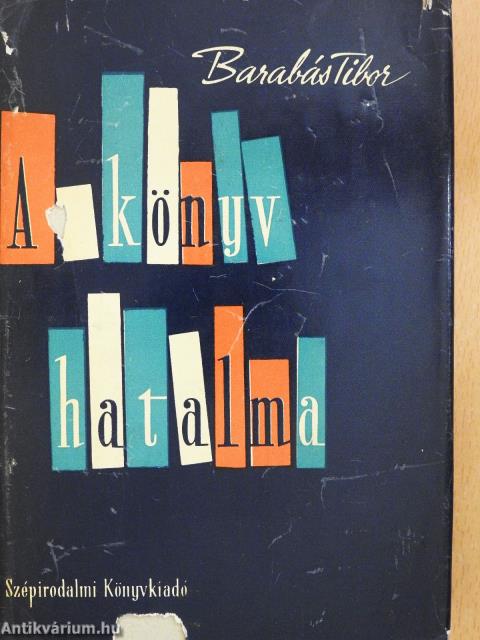 Barabás Tibor
A könyv
hatalma
Szépirodalmi Könyvkiadó
Antikvárium.hu